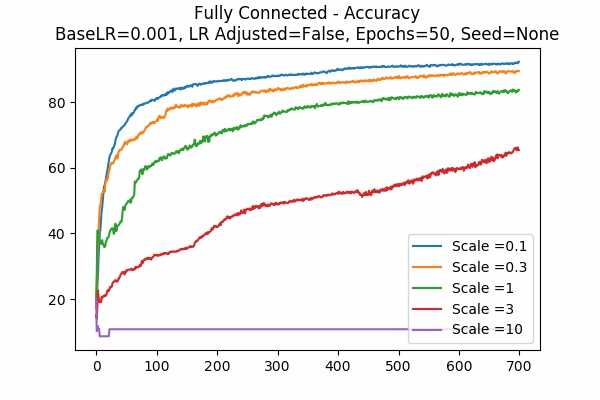 Fully Connected - Accuracy
BaseLR=0.001, LR Adjusted=False, Epochs=50, Seed=None
80
60
40
20
Scale =0.1
Scale =0.3
Scale =1
Scale =3
Scale =10
0 100 200 300 400 500 600 700